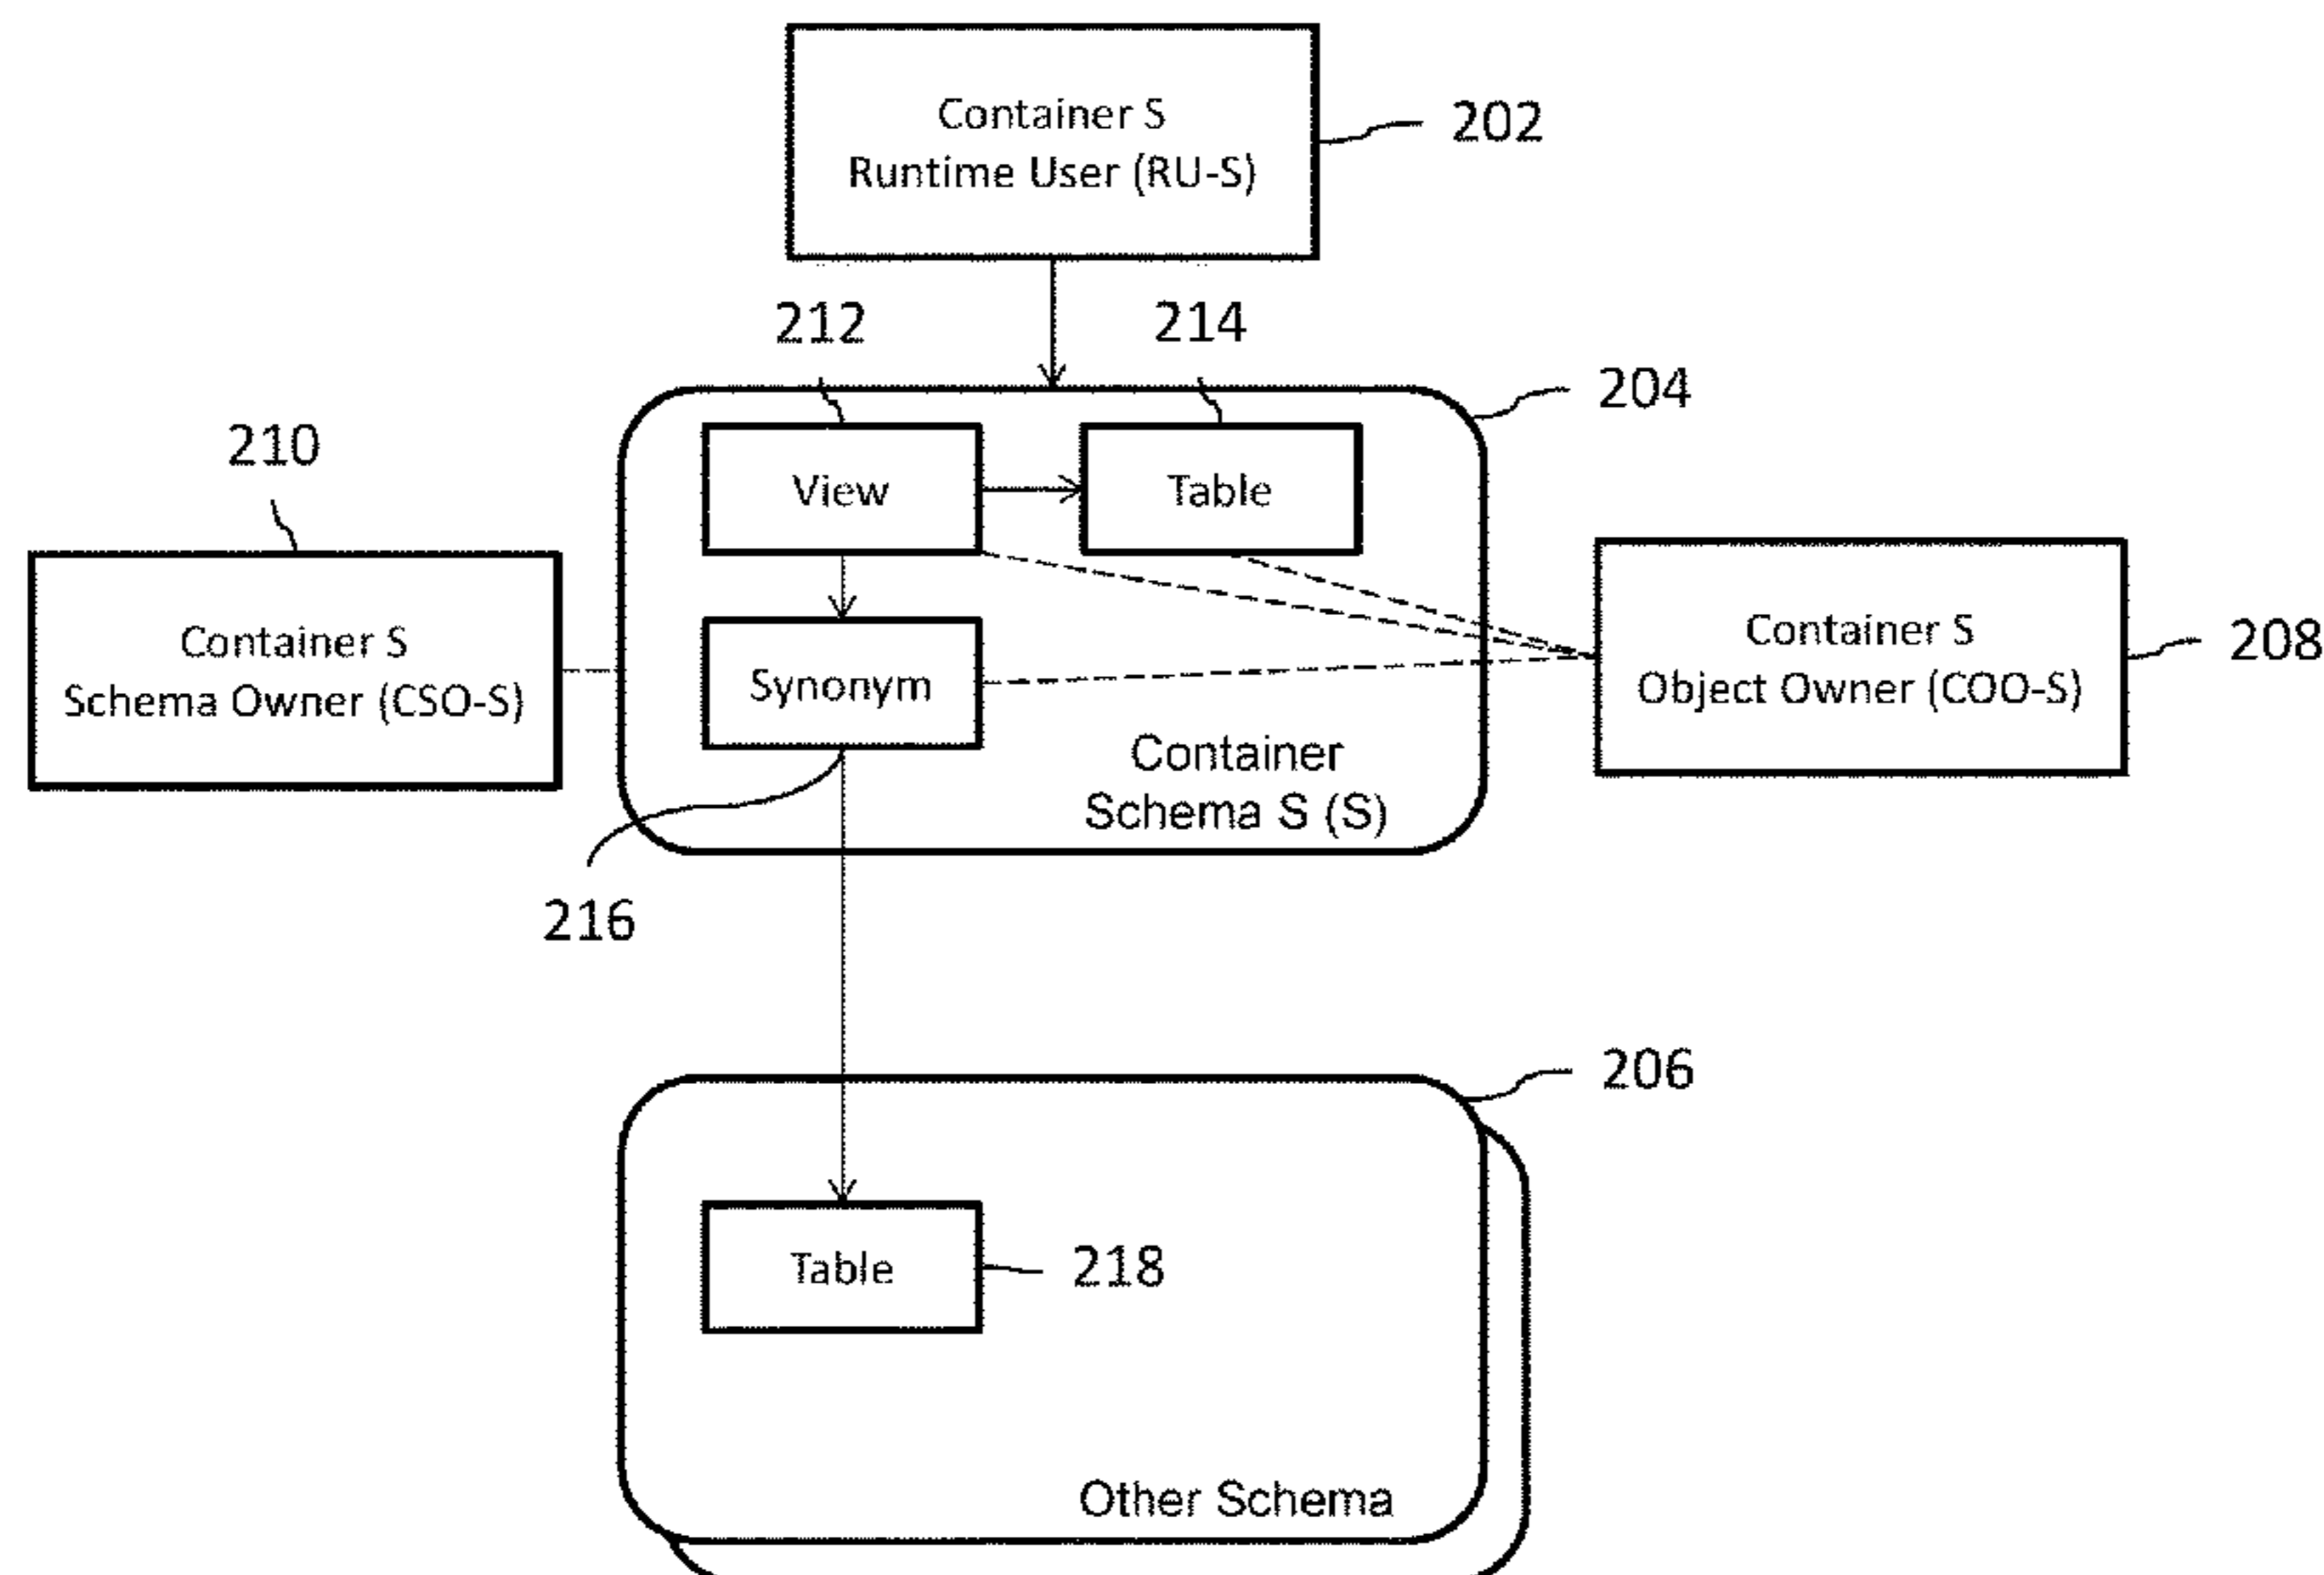 Container S
Runtime User (RU-S)
202
212
214
204
210
View
Table
Container S
Schema Owner (CSO-S)
Synonym
Container S
Object Owner (COO-S)
208
Container
Schema S (S)
216
206
Table
218
Other Schema